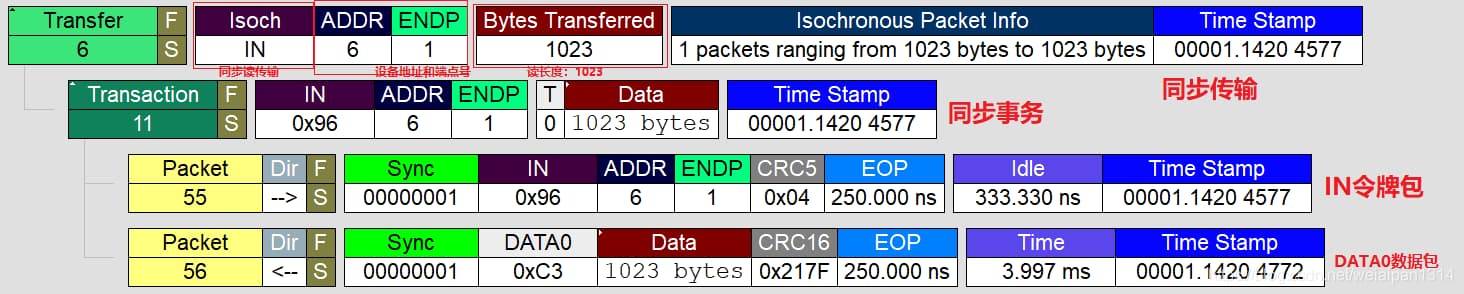 Transfer F Isoch ADDR ENDP Bytes Transferred Isochronous Packet Info Time Stamp
6 S IN 6 1 1023 1 packets ranging from 1023 bytes to 1023 bytes 00001.1420 4577
同步读传输 设备地址和端点号 读长度：1023
同步传输
Transaction F IN ADDR ENDP T Data Time Stamp
11 S 0x96 6 1 0 1023 bytes 00001.1420 4577
同步事务
Packet Dir F Sync IN ADDR ENDP CRC5 EOP Idle Time Stamp
55 --> S 00000001 0x96 6 1 0x04 250.000 ns 333.330 ns 00001.1420 4577
IN令牌包
Packet Dir F Sync DATA0 Data CRC16 EOP Time Time Stamp
56 <-- S 00000001 0xC3 1023 bytes 0x217F 250.000 ns 3.997 ms 00001.1420 4772
DATA0数据包